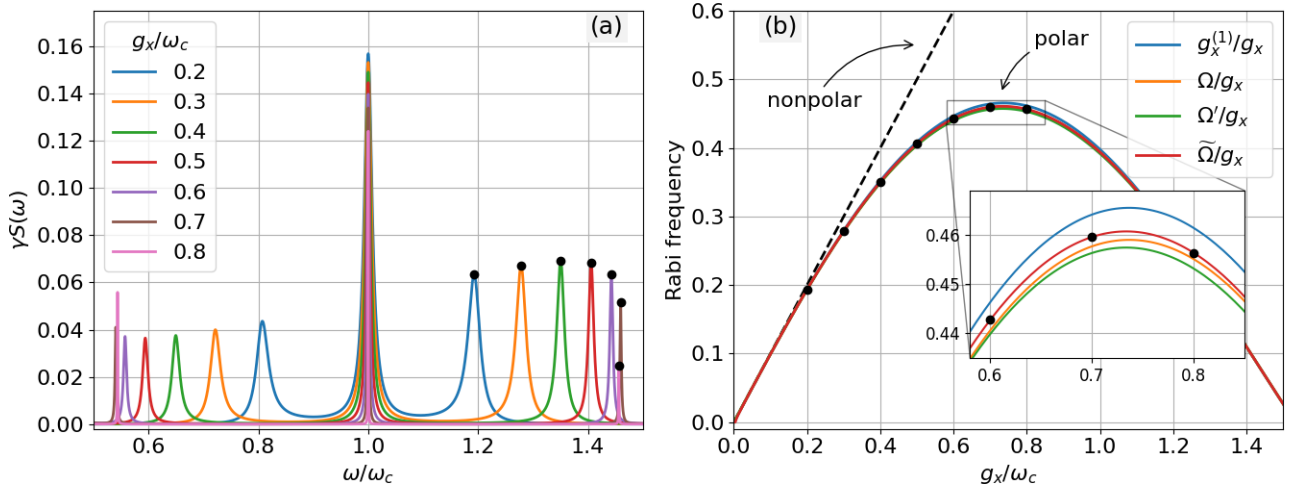 (a)
g_x/ω_c
0.2
0.3
0.4
0.5
0.6
0.7
0.8
γS(ω)
0.16
0.14
0.12
0.10
0.08
0.06
0.04
0.02
0.00
0.6 0.8 1.0 1.2 1.4
ω/ω_c
(b)
nonpolar
polar
g_x^{(1)}/g_x
Ω/g_x
Ω′/g_x
Ω̃/g_x
Rabi frequency
0.6
0.5
0.4
0.3
0.2
0.1
0.0
0.46
0.45
0.44
0.6 0.7 0.8
0.0 0.2 0.4 0.6 0.8 1.0 1.2 1.4
g_x/ω_c